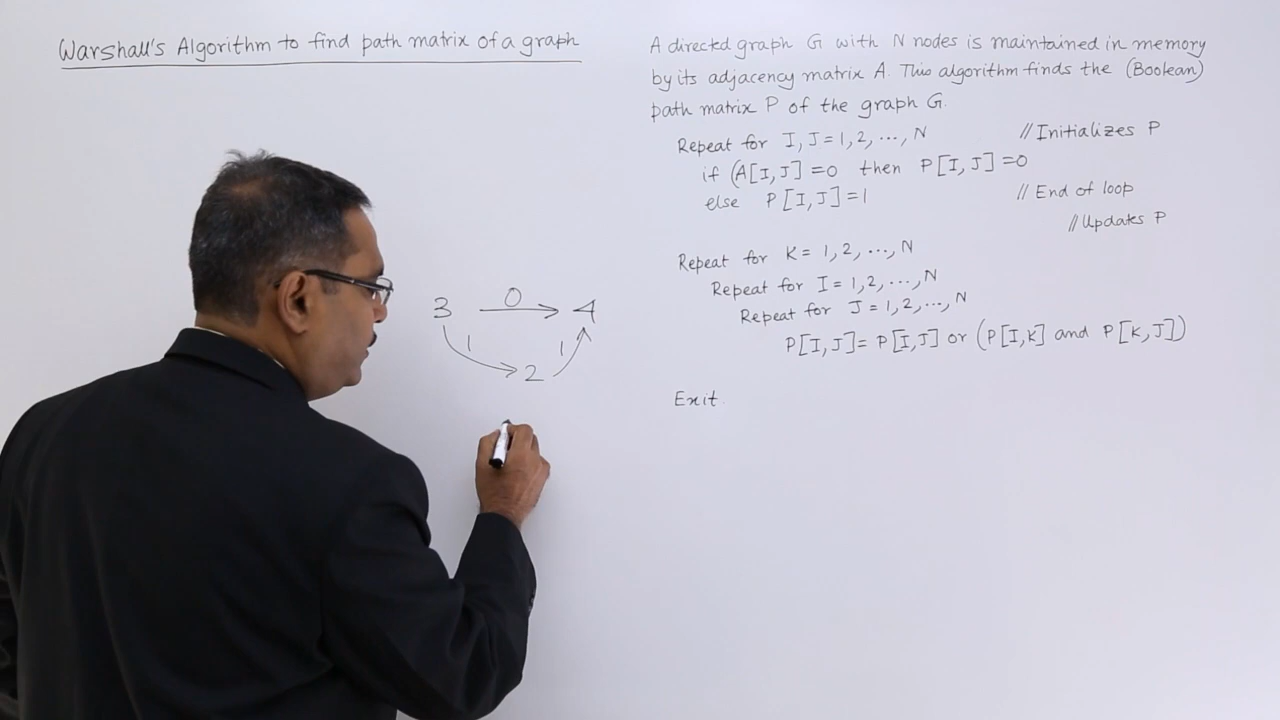 Warshall's Algorithm to find path matrix of a graph
3 0 4
1 1
2
A directed graph G with N nodes is maintained in memory
by its adjacency matrix A. This algorithm finds the (Boolean)
path matrix P of the graph G.
Repeat for I, J = 1, 2, ..., N //Initializes P
if (A[I, J] = 0 then P[I, J] = 0
else P[I, J] = 1 // End of loop
//Updates P
Repeat for K = 1, 2, ..., N
Repeat for I = 1, 2, ..., N
Repeat for J = 1, 2, ..., N
P[I, J] = P[I, J] or (P[I, K] and P[K, J])
Exit.